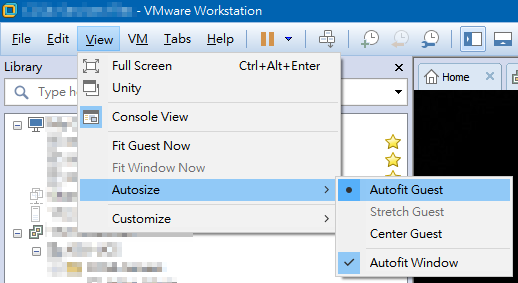 - VMware Workstation
File Edit View VM Tabs Help
Library
Type he
Home
Full Screen Ctrl+Alt+Enter
Unity
Console View
Fit Guest Now
Fit Window Now
Autosize
Customize
Autofit Guest
Stretch Guest
Center Guest
Autofit Window